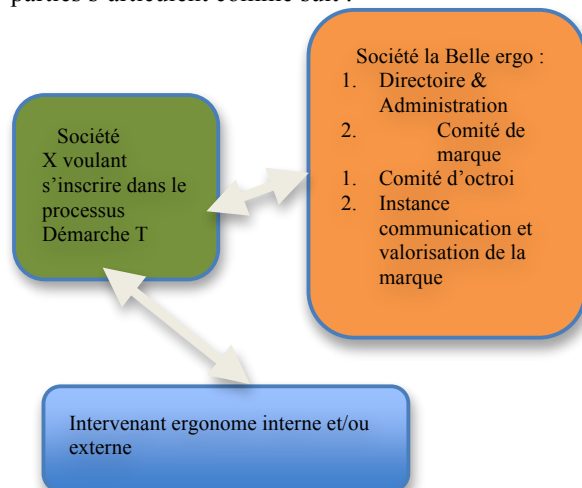 parties s'articulent comme suit :
Société la Belle ergo :
1. Directoire &
Administration
2. Comité de
marque
1. Comité d'octroi
2. Instance
communication et
valorisation de la
marque
Société
X voulant
s'inscrire dans le
processus
Démarche T
Intervenant ergonome interne et/ou
externe